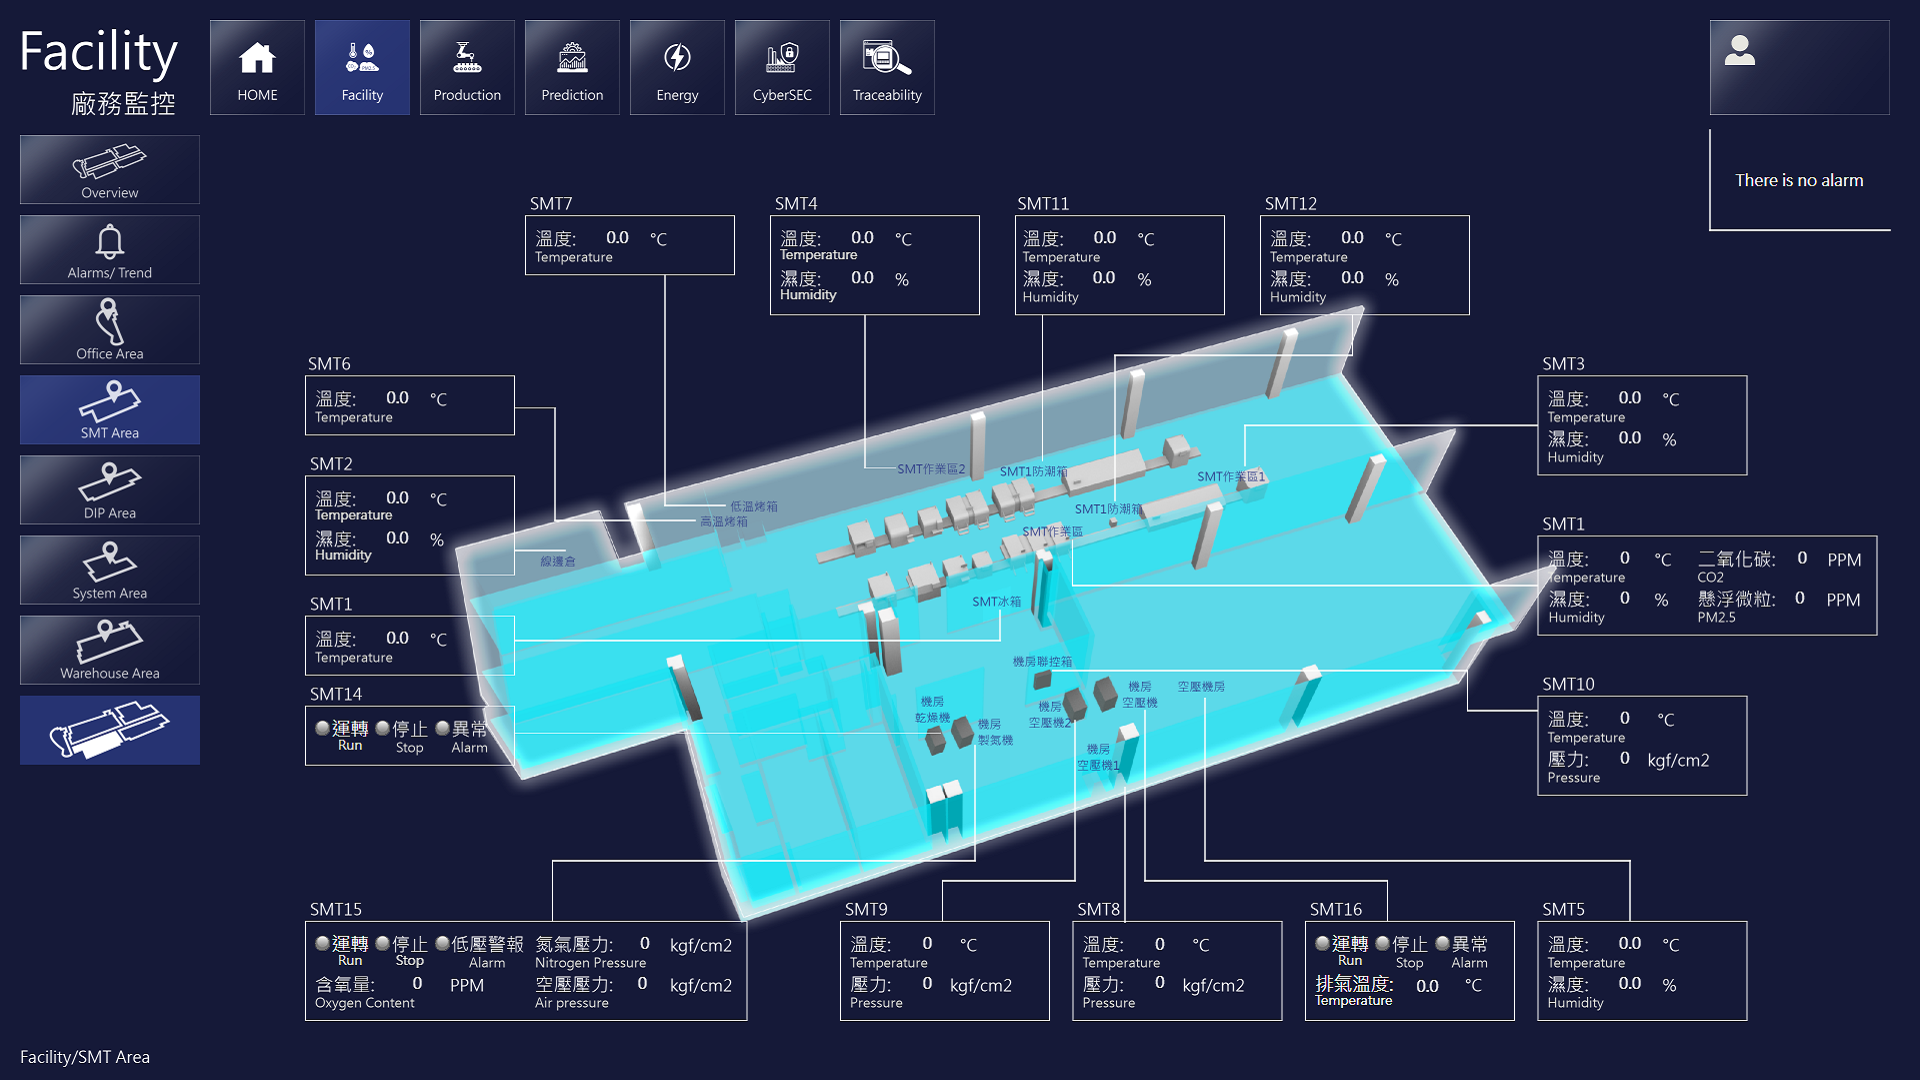 Facility
廠務監控
HOME
Facility
Production
Prediction
Energy
CyberSEC
Traceability
There is no alarm
Overview
Alarms/ Trend
Office Area
SMT Area
DIP Area
System Area
Warehouse Area
SMT7
溫度: 0.0 °C
Temperature
SMT4
溫度: 0.0 °C
Temperature
濕度: 0.0 %
Humidity
SMT11
溫度: 0.0 °C
Temperature
濕度: 0.0 %
Humidity
SMT12
溫度: 0.0 °C
Temperature
濕度: 0.0 %
Humidity
SMT6
溫度: 0.0 °C
Temperature
SMT3
溫度: 0.0 °C
Temperature
濕度: 0.0 %
Humidity
SMT2
溫度: 0.0 °C
Temperature
濕度: 0.0 %
Humidity
SMT1
溫度: 0 °C 二氧化碳: 0 PPM
Temperature CO2
濕度: 0 % 懸浮微粒: 0 PPM
Humidity PM2.5
SMT1
溫度: 0.0 °C
Temperature
SMT14
運轉 停止 異常
Run Stop Alarm
SMT10
溫度: 0 °C
Temperature
壓力: 0 kgf/cm2
Pressure
SMT作業區2
SMT1防潮箱
SMT作業區1
低溫烤箱
高溫烤箱
SMT1防潮箱
SMT作業區
線邊倉
SMT冰箱
機房聯控箱
機房
空壓機
空壓機房
機房
乾燥機
機房
空壓機2
機房
製氮機
機房
空壓機1
SMT15
運轉 停止 低壓警報 氮氣壓力: 0 kgf/cm2
Run Stop Alarm Nitrogen Pressure
含氧量: 0 PPM 空壓壓力: 0 kgf/cm2
Oxygen Content Air pressure
SMT9
溫度: 0 °C
Temperature
壓力: 0 kgf/cm2
Pressure
SMT8
溫度: 0 °C
Temperature
壓力: 0 kgf/cm2
Pressure
SMT16
運轉 停止 異常
Run Stop Alarm
排氣溫度: 0.0 °C
Temperature
SMT5
溫度: 0.0 °C
Temperature
濕度: 0.0 %
Humidity
Facility/SMT Area